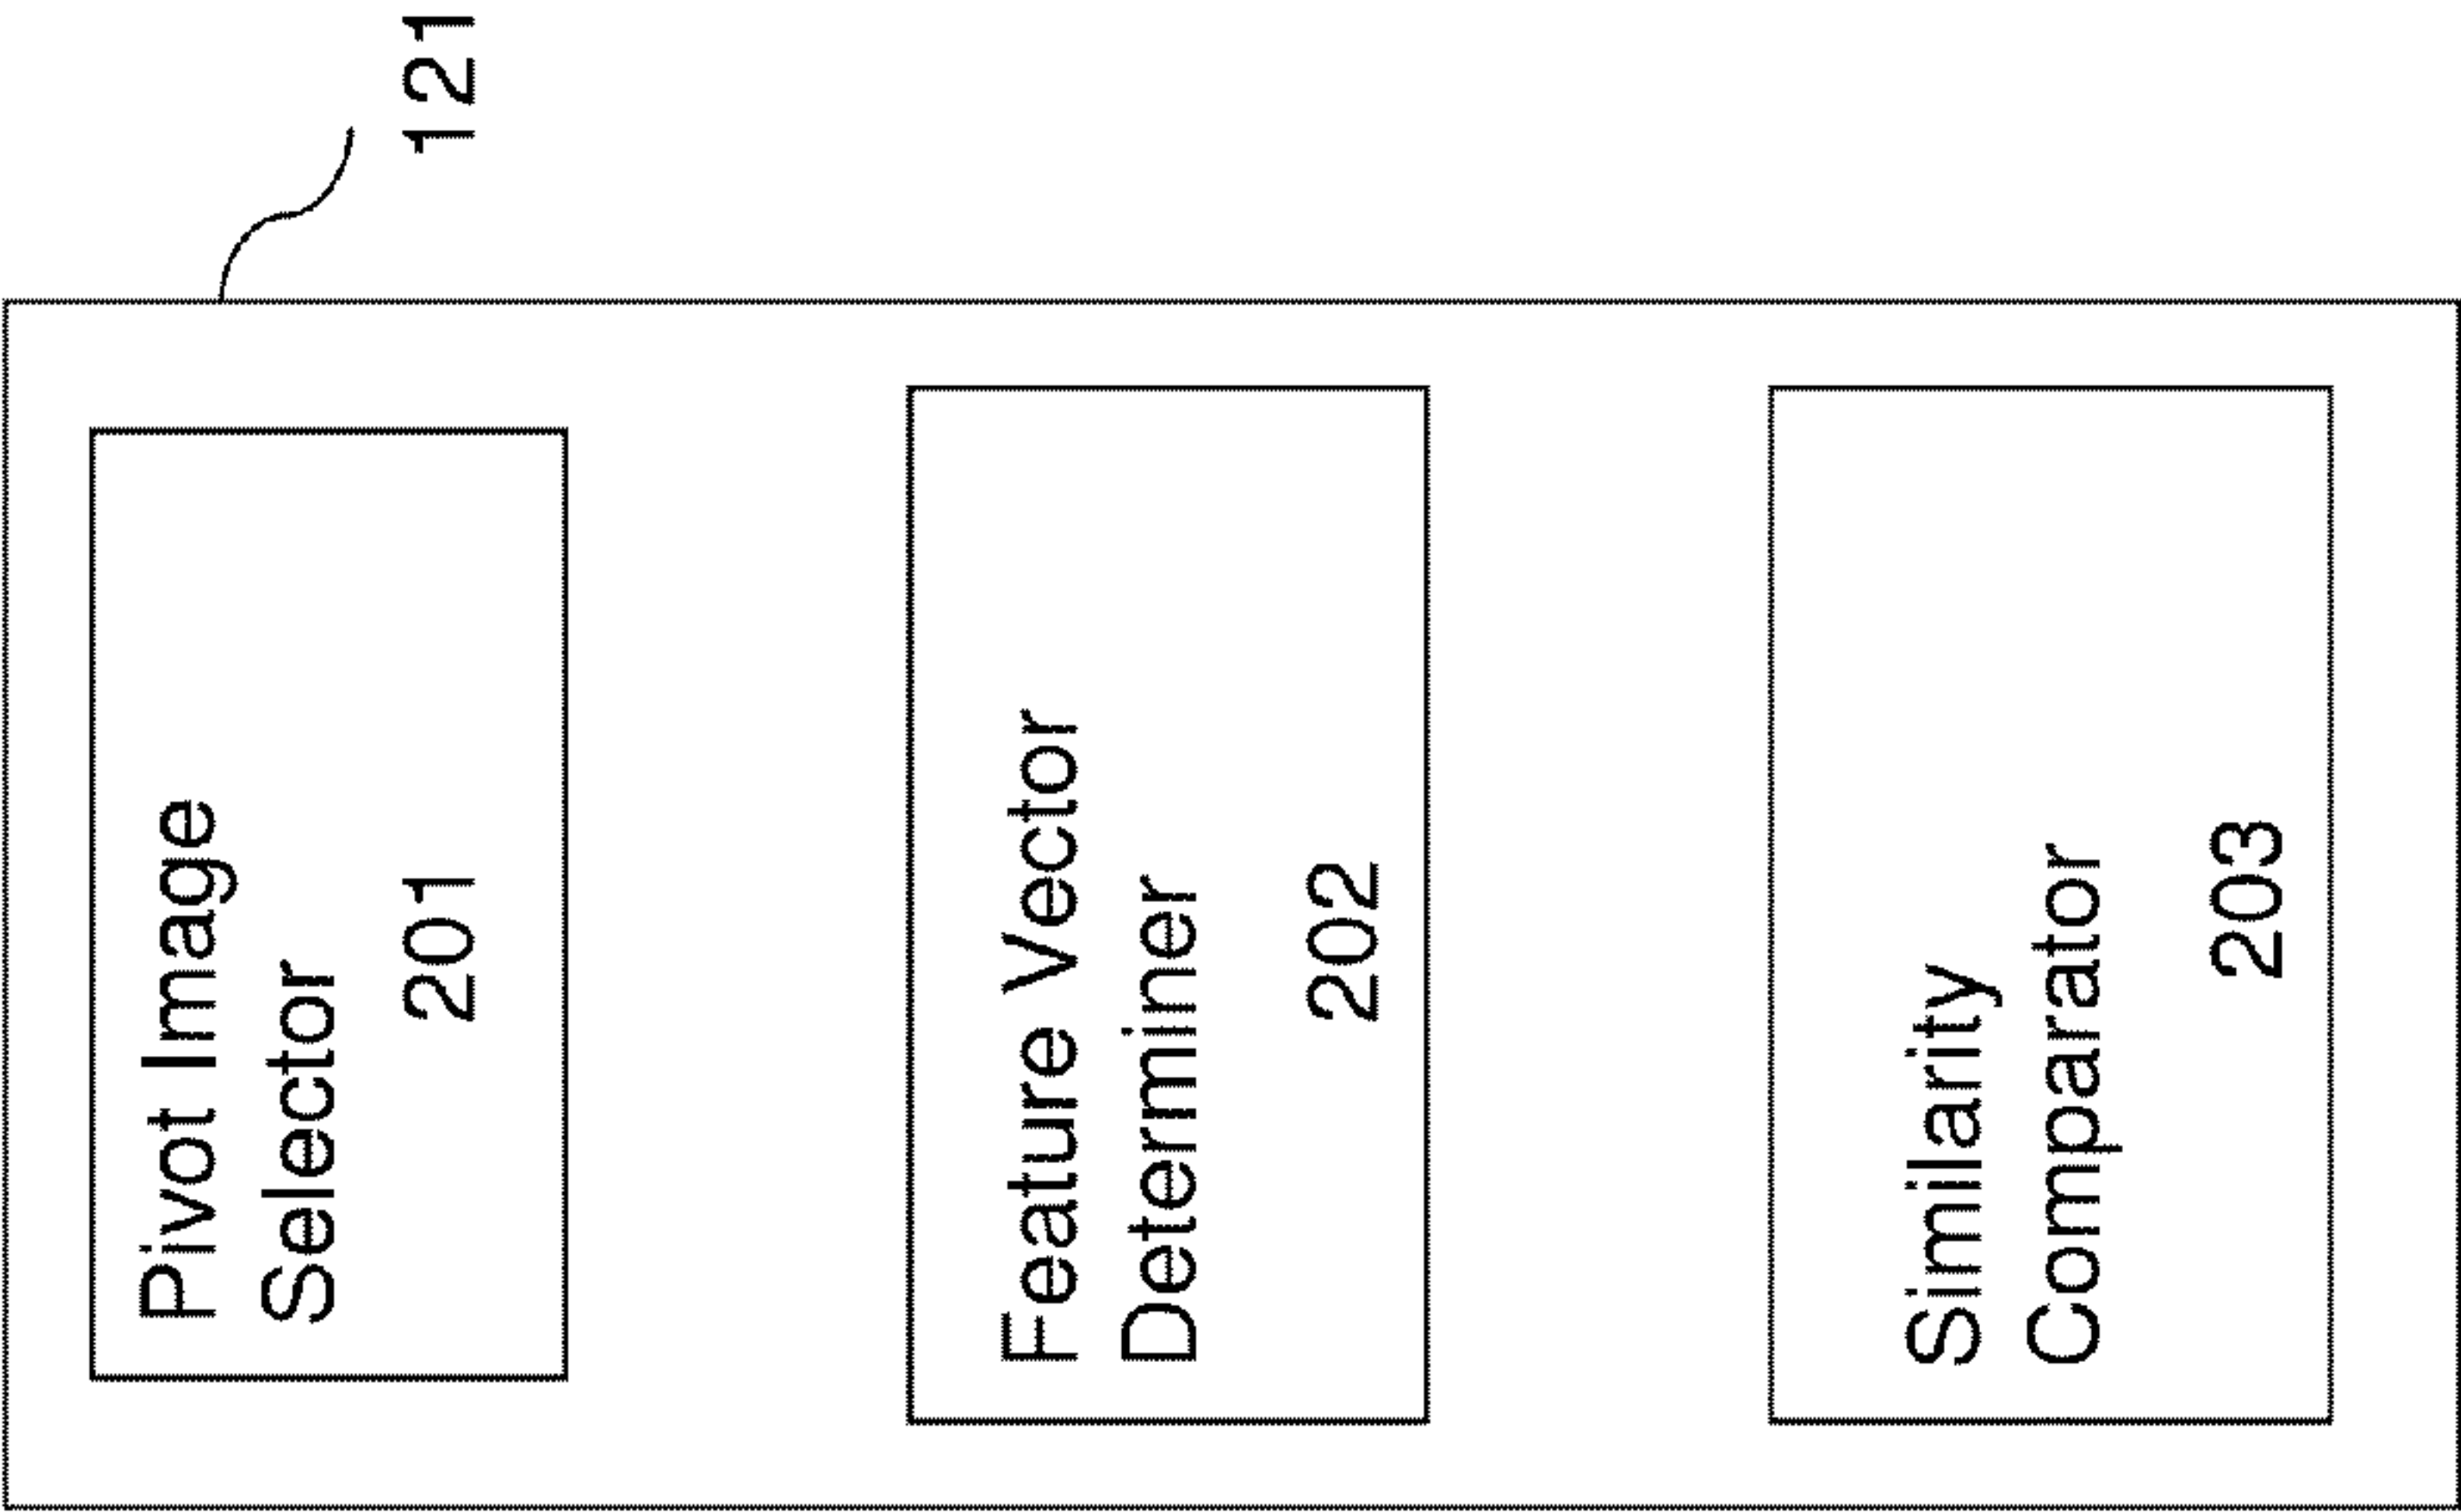 121
Pivot Image
Selector
201
Feature Vector
Determiner
202
Similarity
Comparator
203